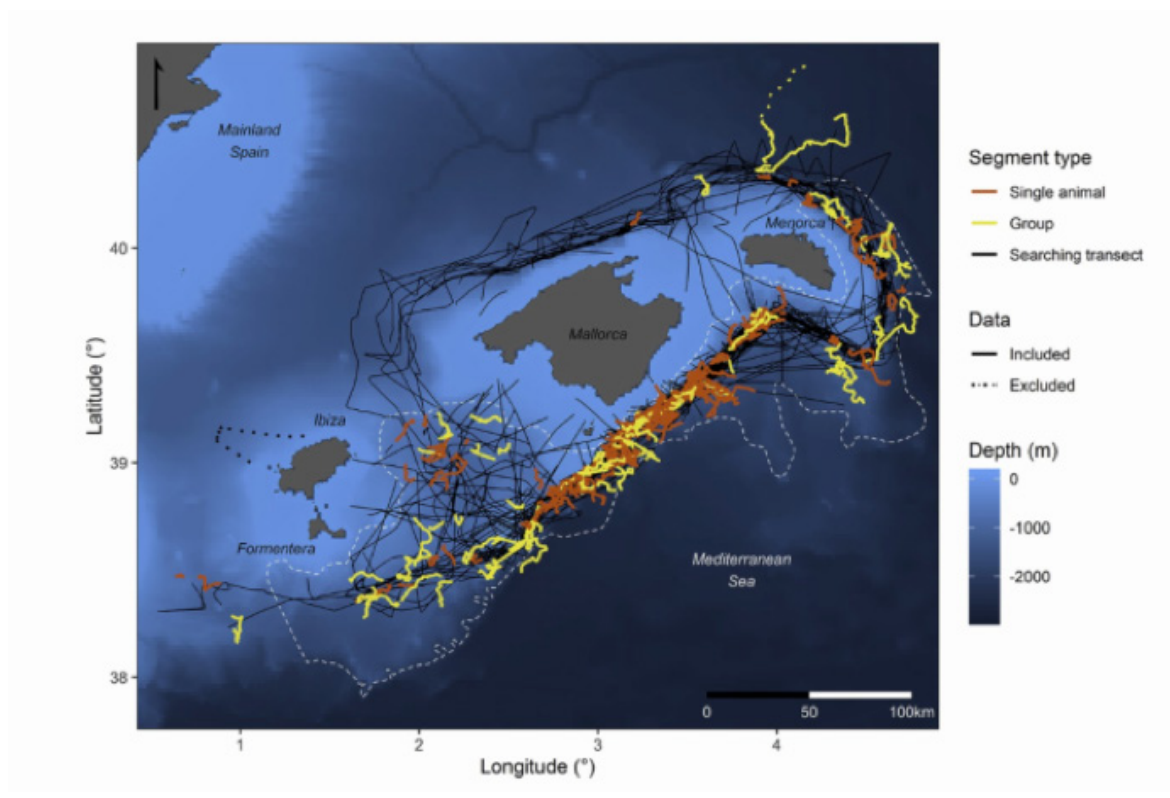 Mainland
Spain
Menorca
Mallorca
Ibiza
Formentera
Mediterranean
Sea
40
39
38
Latitude (°)
1
2
3
4
Longitude (°)
0
50
100km
Segment type
Single animal
Group
Searching transect
Data
Included
Excluded
Depth (m)
0
-1000
-2000